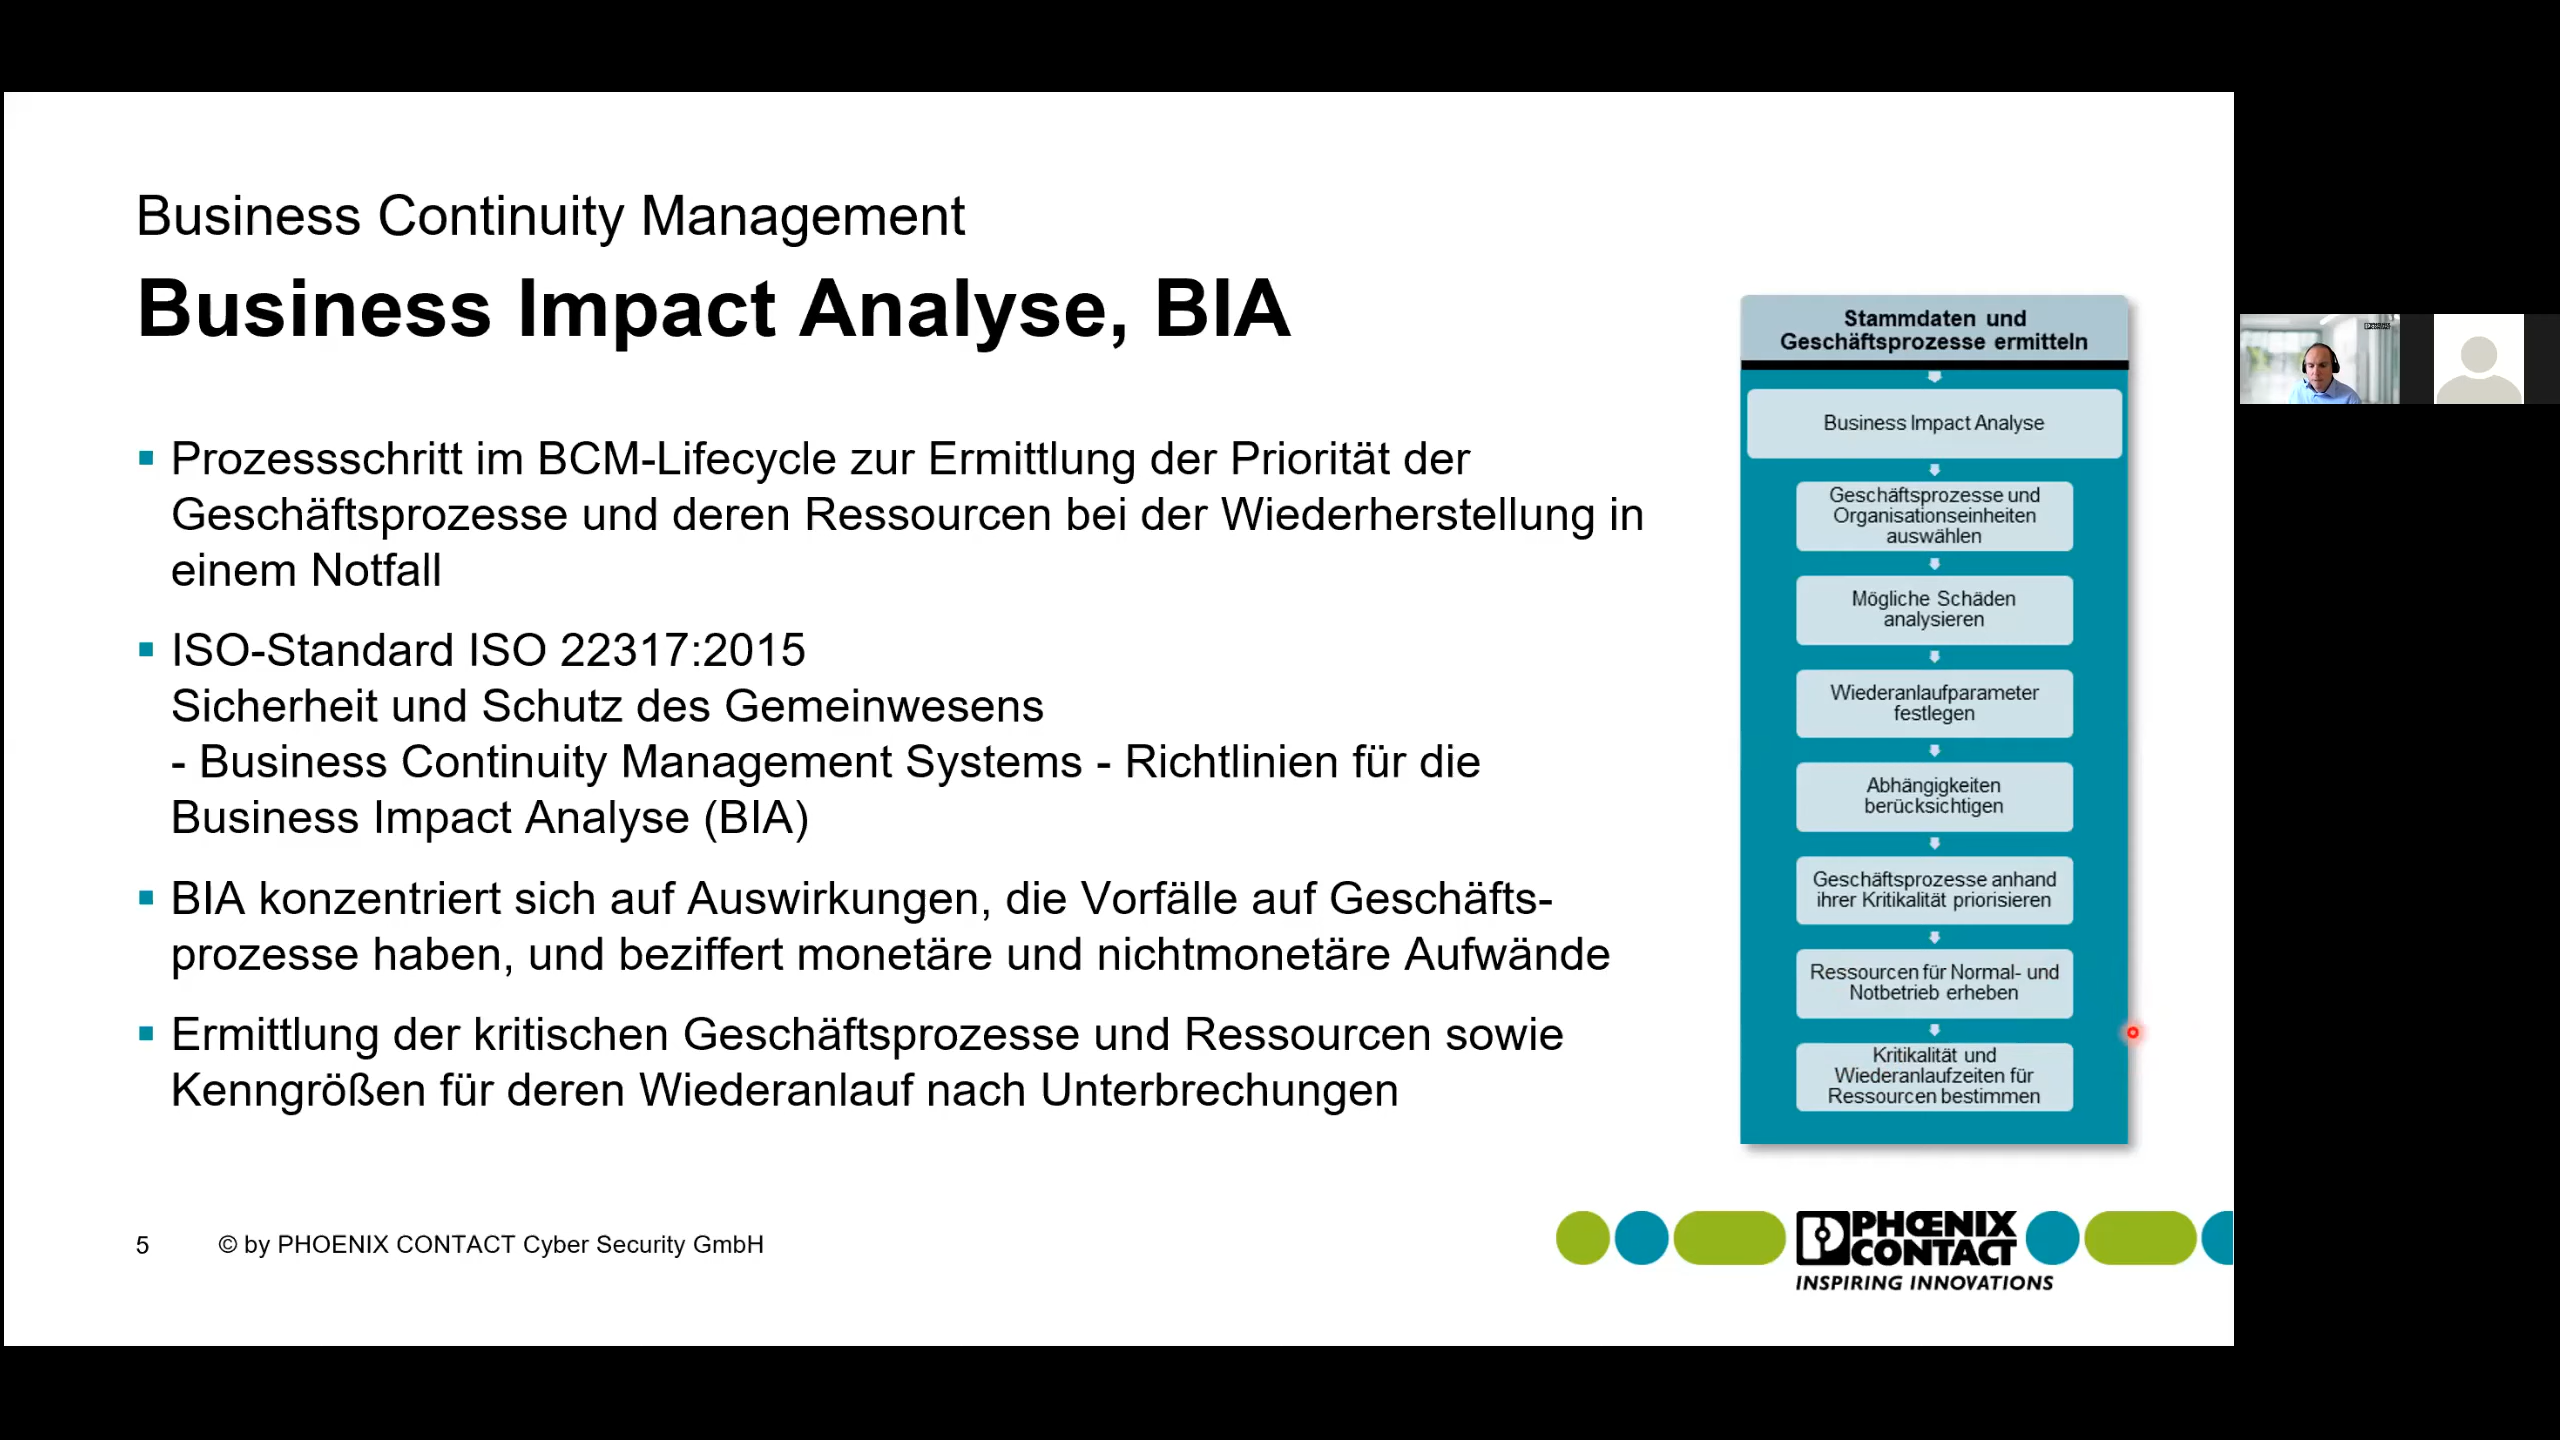 Business Continuity Management
Business Impact Analyse, BIA
Prozessschritt im BCM-Lifecycle zur Ermittlung der Priorität der
Geschäftsprozesse und deren Ressourcen bei der Wiederherstellung in
einem Notfall
ISO-Standard ISO 22317:2015
Sicherheit und Schutz des Gemeinwesens
- Business Continuity Management Systems - Richtlinien für die
Business Impact Analyse (BIA)
BIA konzentriert sich auf Auswirkungen, die Vorfälle auf Geschäfts-
prozesse haben, und beziffert monetäre und nichtmonetäre Aufwände
Ermittlung der kritischen Geschäftsprozesse und Ressourcen sowie
Kenngrößen für deren Wiederanlauf nach Unterbrechungen
Stammdaten und
Geschäftsprozesse ermitteln
Business Impact Analyse
Geschäftsprozesse und
Organisationseinheiten
auswählen
Mögliche Schäden
analysieren
Wiederanlaufparameter
festlegen
Abhängigkeiten
berücksichtigen
Geschäftsprozesse anhand
ihrer Kritikalität priorisieren
Ressourcen für Normal- und
Notbetrieb erheben
Kritikalität und
Wiederanlaufzeiten für
Ressourcen bestimmen
5
© by PHOENIX CONTACT Cyber Security GmbH
PHŒNIX
CONTACT
INSPIRING INNOVATIONS